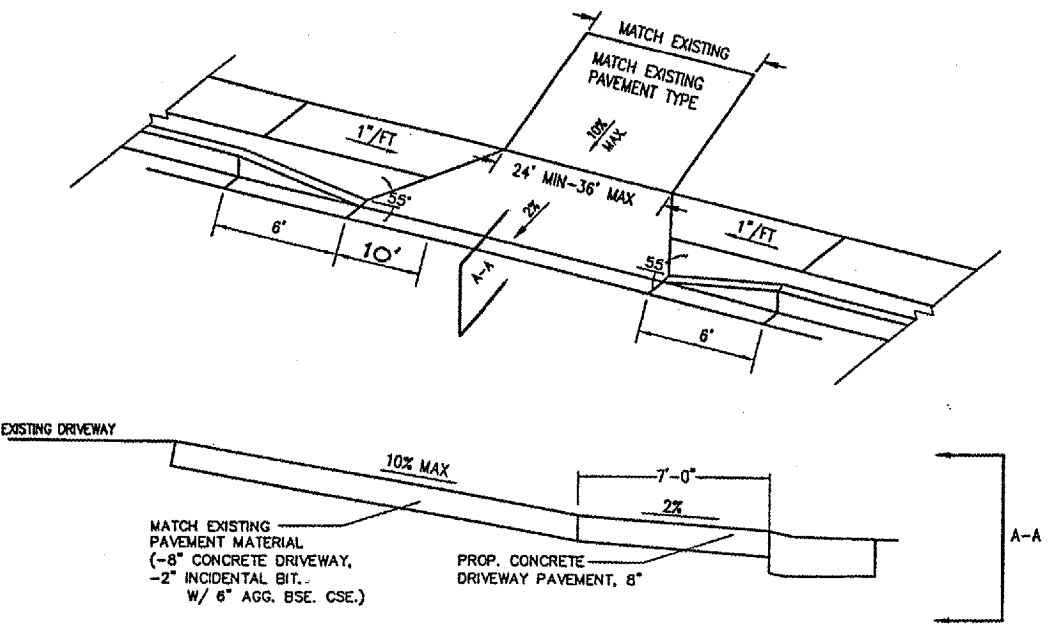 MATCH EXISTING
MATCH EXISTING
PAVEMENT TYPE
10%
MAX
1"/FT
24' MIN-36' MAX
55°
2%
1"/FT
6'
10'
A-A
55°
6'
EXISTING DRIVEWAY
10% MAX
7'-0"
2%
A-A
MATCH EXISTING
PAVEMENT MATERIAL
(-8" CONCRETE DRIVEWAY,
-2" INCIDENTAL BIT..
W/ 6" AGG. BSE. CSE.)
PROP. CONCRETE
DRIVEWAY PAVEMENT, 8"